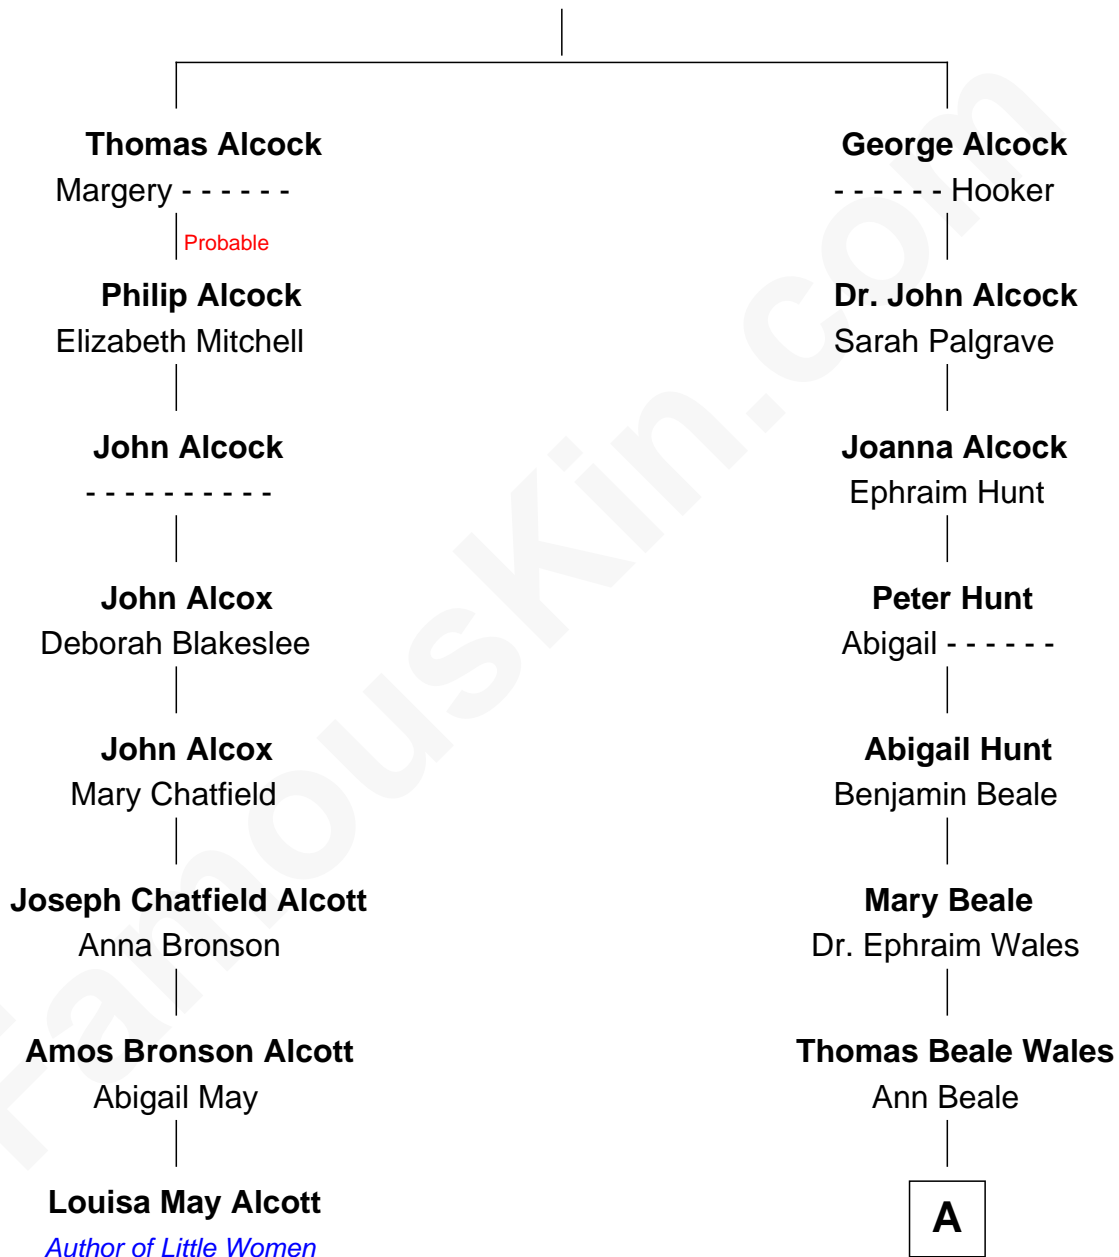 Thomas Alcock
Margery - - - - - -
Probable
Philip Alcock
Elizabeth Mitchell
John Alcock
- - - - - - - - - -
John Alcox
Deborah Blakeslee
John Alcox
Mary Chatfield
Joseph Chatfield Alcott
Anna Bronson
Amos Bronson Alcott
Abigail May
Louisa May Alcott
Author of Little Women
George Alcock
- - - - - - Hooker
Dr. John Alcock
Sarah Palgrave
Joanna Alcock
Ephraim Hunt
Peter Hunt
Abigail - - - - - -
Abigail Hunt
Benjamin Beale
Mary Beale
Dr. Ephraim Wales
Thomas Beale Wales
Ann Beale
A
FamousKin.com